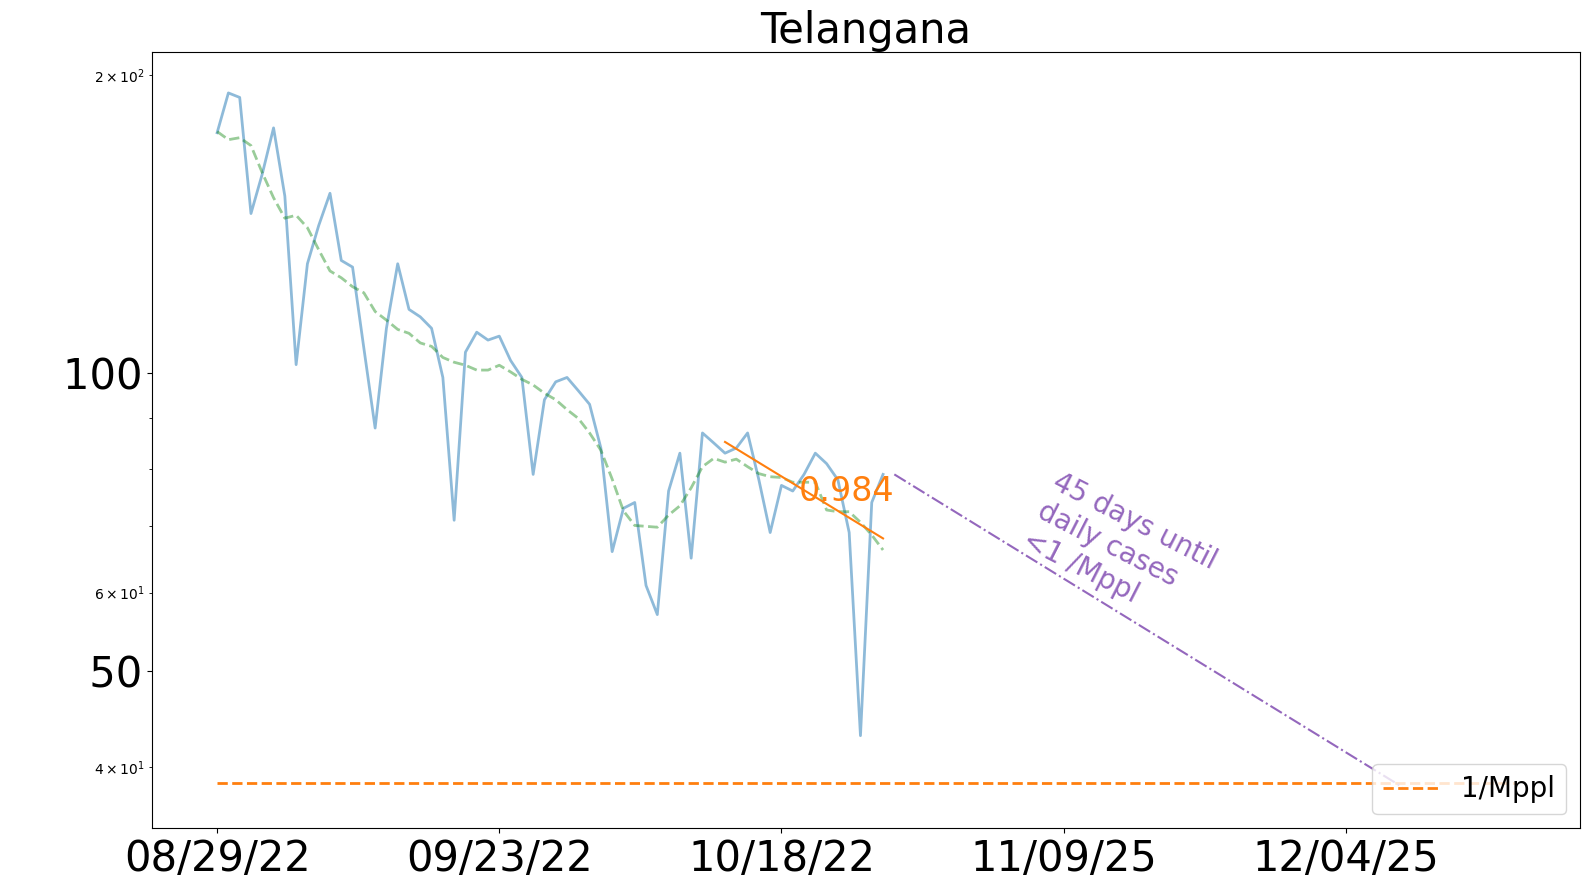 Telangana
2 × 10²
100
6 × 10¹
50
4 × 10¹
0.984
45 days until
daily cases
<1 /Mppl
1/Mppl
08/29/22
09/23/22
10/18/22
11/09/25
12/04/25